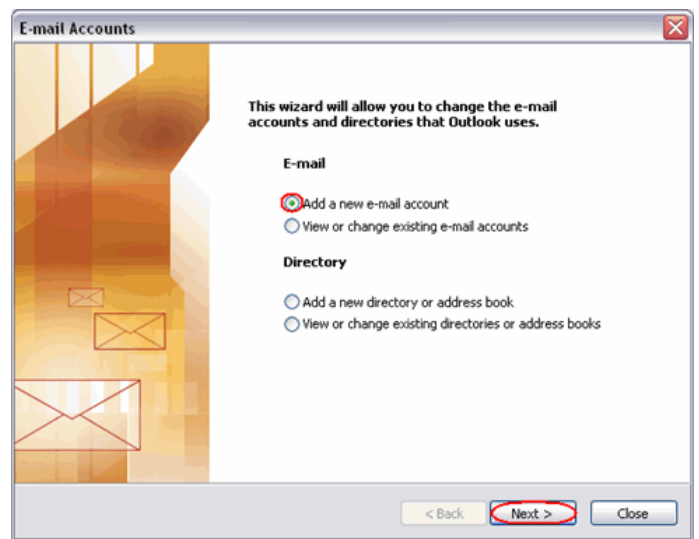 E-mail Accounts
This wizard will allow you to change the e-mail
accounts and directories that Outlook uses.
E-mail
Add a new e-mail account
View or change existing e-mail accounts
Directory
Add a new directory or address book
View or change existing directories or address books
< Back Next > Close